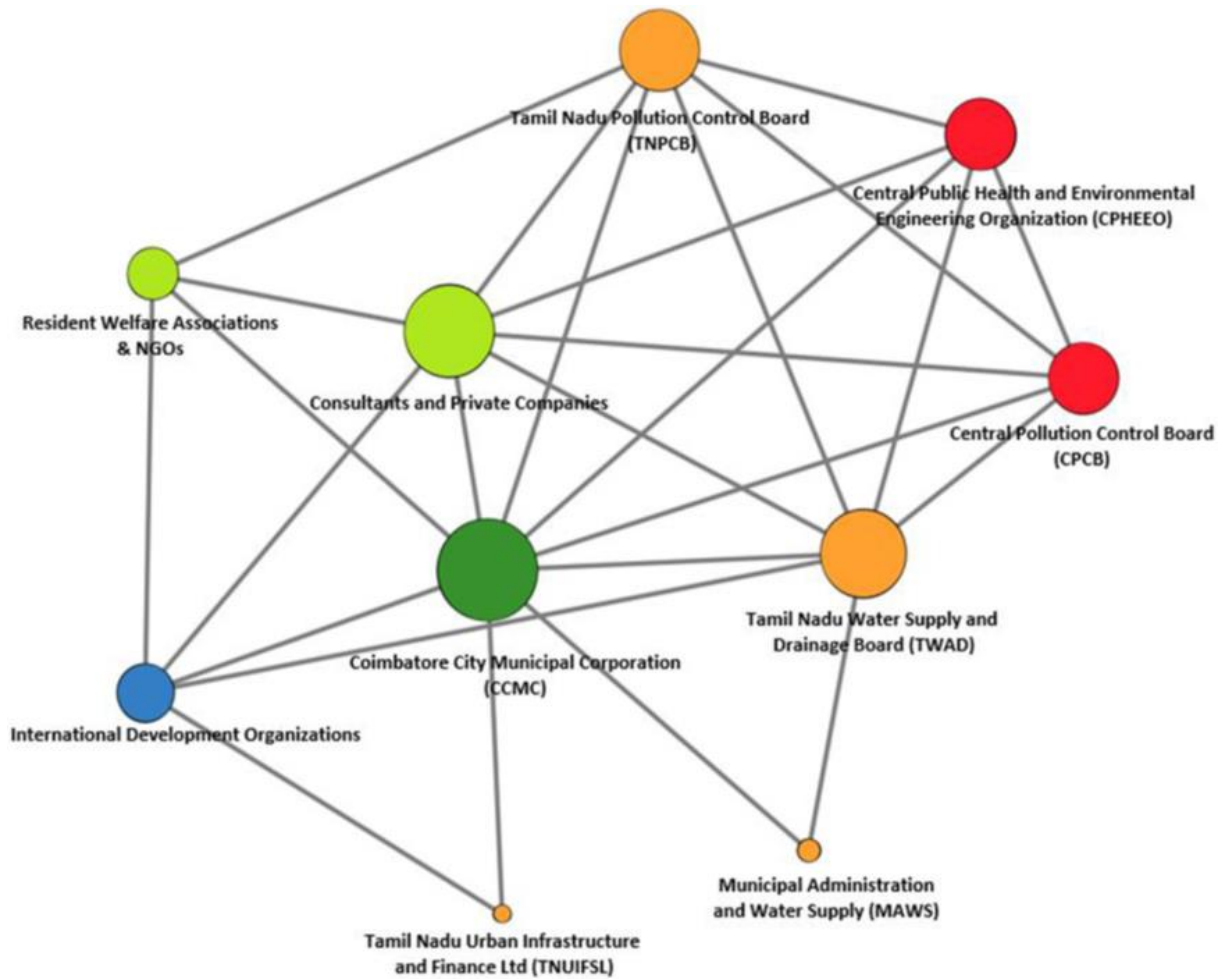 Tamil Nadu Pollution Control Board
(TNPCB)
Central Public Health and Environmental
Engineering Organization (CPHEEO)
Resident Welfare Associations
& NGOs
Consultants and Private Companies
Central Pollution Control Board
(CPCB)
Tamil Nadu Water Supply and
Drainage Board (TWAD)
Coimbatore City Municipal Corporation
(CCMC)
International Development Organizations
Municipal Administration
and Water Supply (MAWS)
Tamil Nadu Urban Infrastructure
and Finance Ltd (TNUIFSL)